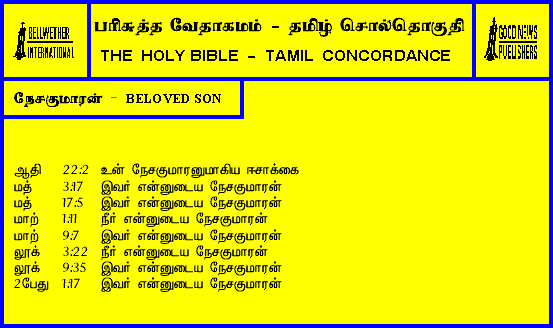 BELLWETHER
INTERNATIONAL
பரிசுத்த வேதாகமம் - தமிழ் சொல்தொகுதி
THE HOLY BIBLE - TAMIL CONCORDANCE
GOOD NEWS
PUBLISHERS
நேசகுமாரன் - BELOVED SON
ஆதி 22:2 உன் நேசகுமாரனுமாகிய ஈசாக்கை
மத் 3:17 இவர் என்னுடைய நேசகுமாரன்
மத் 17:5 இவர் என்னுடைய நேசகுமாரன்
மாற் 1:11 நீர் என்னுடைய நேசகுமாரன்
மாற் 9:7 இவர் என்னுடைய நேசகுமாரன்
லூக் 3:22 நீர் என்னுடைய நேசகுமாரன்
லூக் 9:35 இவர் என்னுடைய நேசகுமாரன்
2பேது 1:17 இவர் என்னுடைய நேசகுமாரன்